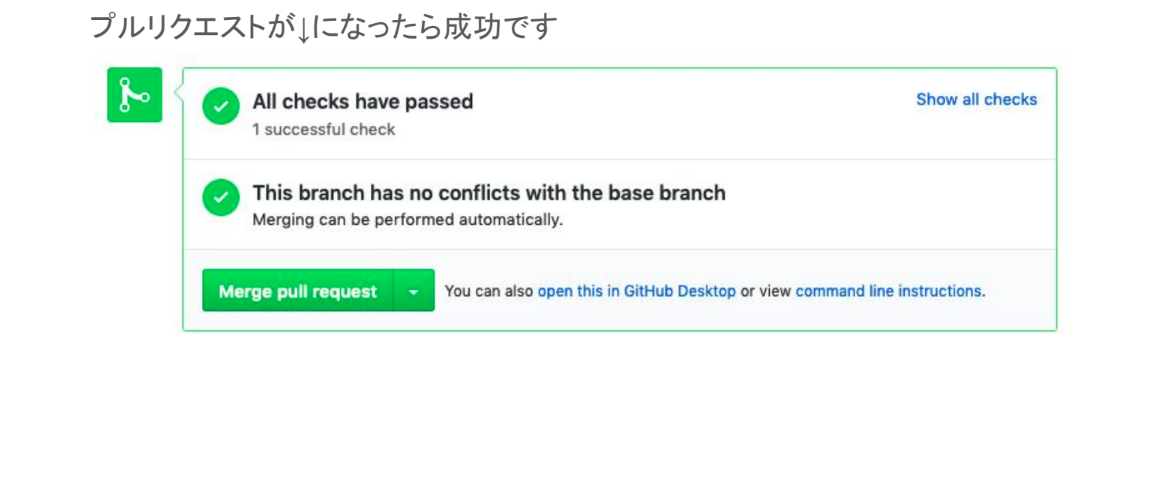 プルリクエストが↓になったら成功です
All checks have passed
Show all checks
1 successful check
This branch has no conflicts with the base branch
Merging can be performed automatically.
Merge pull request
You can also open this in GitHub Desktop or view command line instructions.